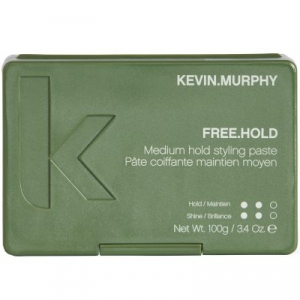 KEVIN.MURPHY
FREE.HOLD
Medium hold styling paste
Pâte coiffante maintien moyen
Hold / Maintien
Shine / Brillance
Net Wt. 100g / 3.4 Oz. e